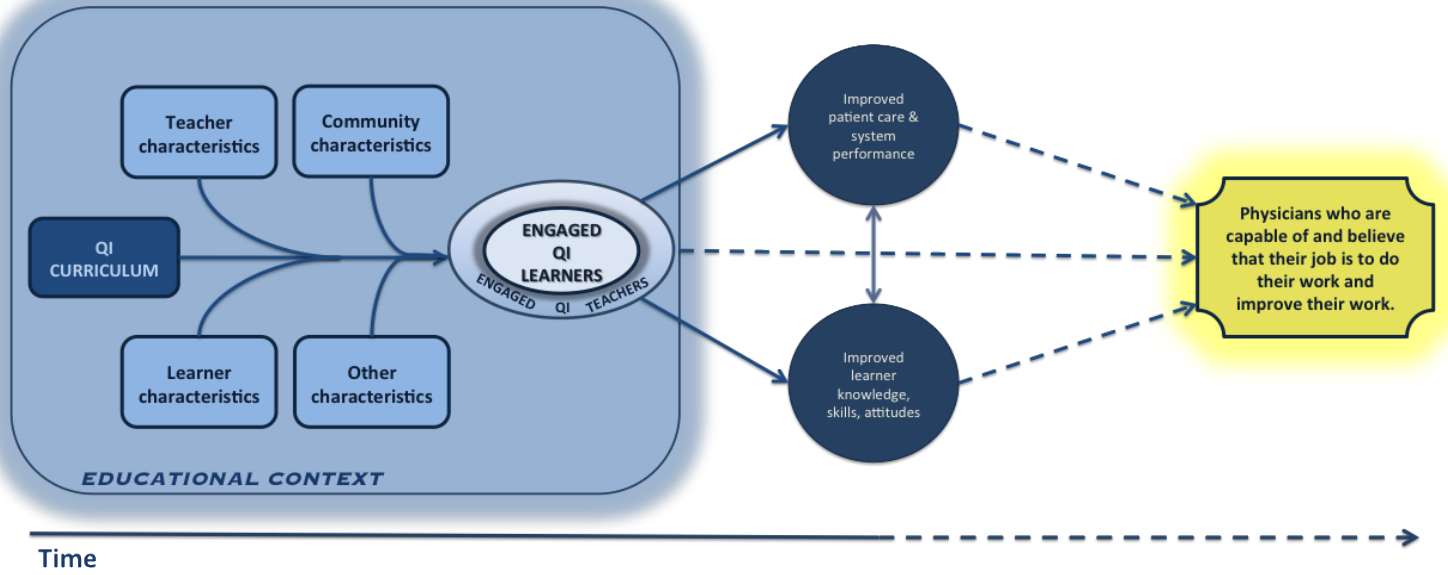 Teacher
characteristics
Community
characteristics
QI
CURRICULUM
ENGAGED
QI
LEARNERS
ENGAGED QI TEACHERS
Learner
characteristics
Other
characteristics
EDUCATIONAL CONTEXT
Improved
patient care &
system
performance
Improved
learner
knowledge,
skills, attitudes
Physicians who are
capable of and believe
that their job is to do
their work and
improve their work.
Time